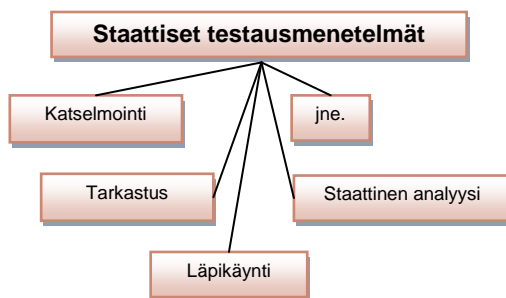 Staattiset testausmenetelmät
Katselmointi
jne.
Tarkastus
Staattinen analyysi
Läpikäynti